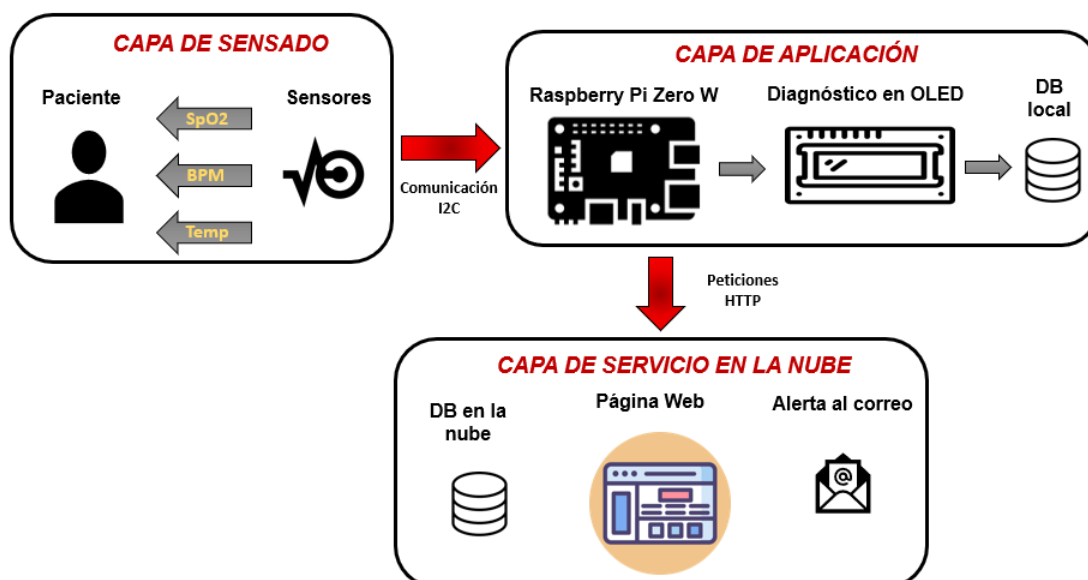 CAPA DE SENSADO
Paciente
Sensores
SpO2
BPM
Temp
Comunicación
I2C
CAPA DE APLICACIÓN
Raspberry Pi Zero W
Diagnóstico en OLED
DB
local
Peticiones
HTTP
CAPA DE SERVICIO EN LA NUBE
DB en la
nube
Página Web
Alerta al correo
@